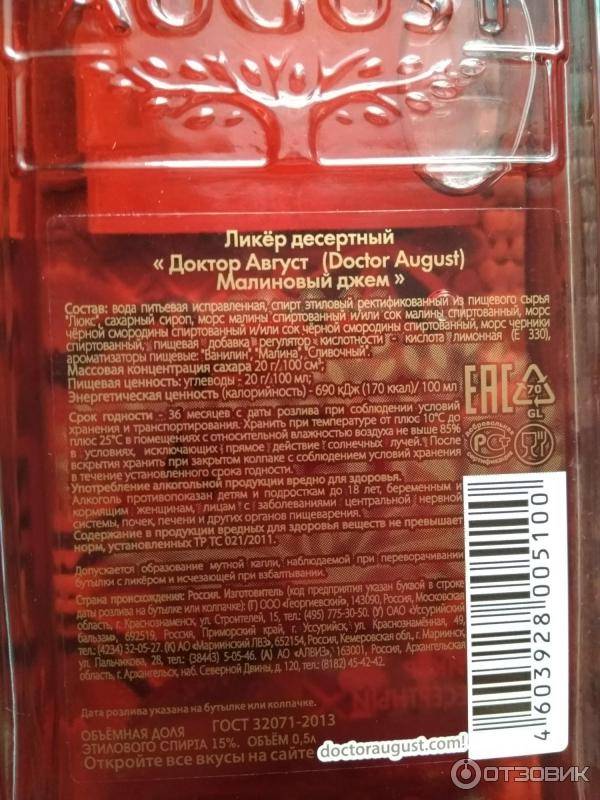 AUGUST
Ликёр десертный
« Доктор Август (Doctor August)
Малиновый джем »
Состав: вода питьевая исправленная, спирт этиловый ректификованный из пищевого сырья
"Люкс", сахарный сироп, морс малины спиртованный и/или сок малины спиртованный, морс
чёрной смородины спиртованный и/или сок чёрной смородины спиртованный, морс черники
спиртованный, пищевая добавка регулятор кислотности - кислота лимонная (Е 330),
ароматизаторы пищевые: "Ванилин", "Малина", "Сливочный".
Массовая концентрация сахара 20 г/100 см³.
Пищевая ценность: углеводы - 20 г/100 мл;
Энергетическая ценность (калорийность) - 690 кДж (170 ккал)/ 100 мл
Срок годности - 36 месяцев с даты розлива при соблюдении условий
хранения и транспортирования. Хранить при температуре от плюс 10°С до
плюс 25°С в помещениях с относительной влажностью воздуха не выше 85%
в условиях, исключающих прямое действие солнечных лучей. После
вскрытия хранить при закрытом колпаке с соблюдением условий хранения
в течение установленного срока годности.
Употребление алкогольной продукции вредно для здоровья.
Алкоголь противопоказан детям и подросткам до 18 лет, беременным и
кормящим женщинам, лицам с заболеваниями центральной нервной
системы, почек, печени и других органов пищеварения.
Содержание в продукции вредных для здоровья веществ не превышает
норм, установленных ТР ТС 021/2011.
Допускается образование мутной капли, наблюдаемой при переворачивании
бутылки с ликёром и исчезающей при взбалтывании.
Страна происхождения: Россия. Изготовитель (код предприятия указан буквой в строке
даты розлива на бутылке или колпачке): (Г) ООО «Георгиевский», 143090, Россия, Московская
область, г. Краснознаменск, ул. Строителей, 15, тел.: (495) 775-30-50. (У) ОАО «Уссурийский
бальзам», 692519, Россия, Приморский край, г. Уссурийск, ул. Краснознамённая, 49,
тел.: (4234) 32-05-27. (К) АО «Мариинский ЛВЗ», 652154, Россия, Кемеровская обл., г. Мариинск,
ул. Пальчикова, 28, тел.: (38443) 5-05-46. (А) АО «АЛВИЗ», 163001, Россия, Архангельская
область, г. Архангельск, наб. Северной Двины, д. 120, тел.: (8182) 45-42-42.
Дата розлива указана на бутылке или колпачке.
ОБЪЁМНАЯ ДОЛЯ ГОСТ 32071-2013
ЭТИЛОВОГО СПИРТА 15%. ОБЪЁМ 0,5л
Откройте все вкусы на сайте doctoraugust.com!
EAC
70
GL
Добровольная
РСТ
сертификация
4603928005100
ОТЗОВИК